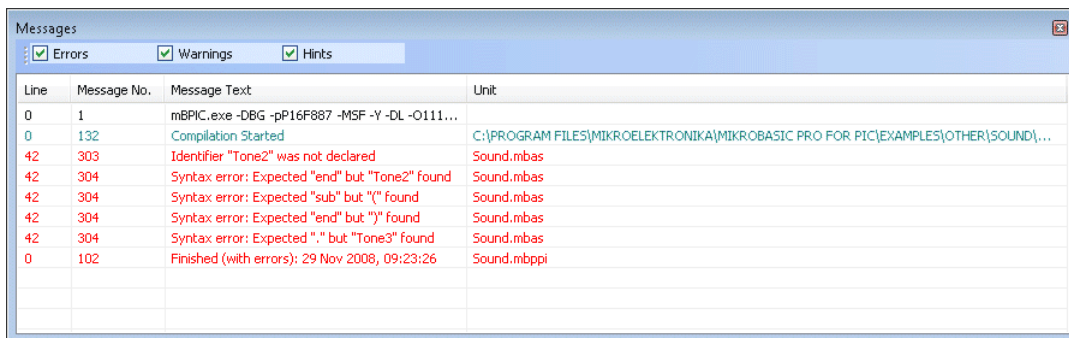 Messages
Errors Warnings Hints
Line Message No. Message Text Unit
0 1 mBPIC.exe -DBG -pP16F887 -MSF -Y -DL -O111...
0 132 Compilation Started C:\PROGRAM FILES\MIKROELEKTRONIKA\MIKROBASIC PRO FOR PIC\EXAMPLES\OTHER\SOUND\...
42 303 Identifier "Tone2" was not declared Sound.mbas
42 304 Syntax error: Expected "end" but "Tone2" found Sound.mbas
42 304 Syntax error: Expected "sub" but "(" found Sound.mbas
42 304 Syntax error: Expected "end" but ")" found Sound.mbas
42 304 Syntax error: Expected "." but "Tone3" found Sound.mbas
0 102 Finished (with errors): 29 Nov 2008, 09:23:26 Sound.mbppi